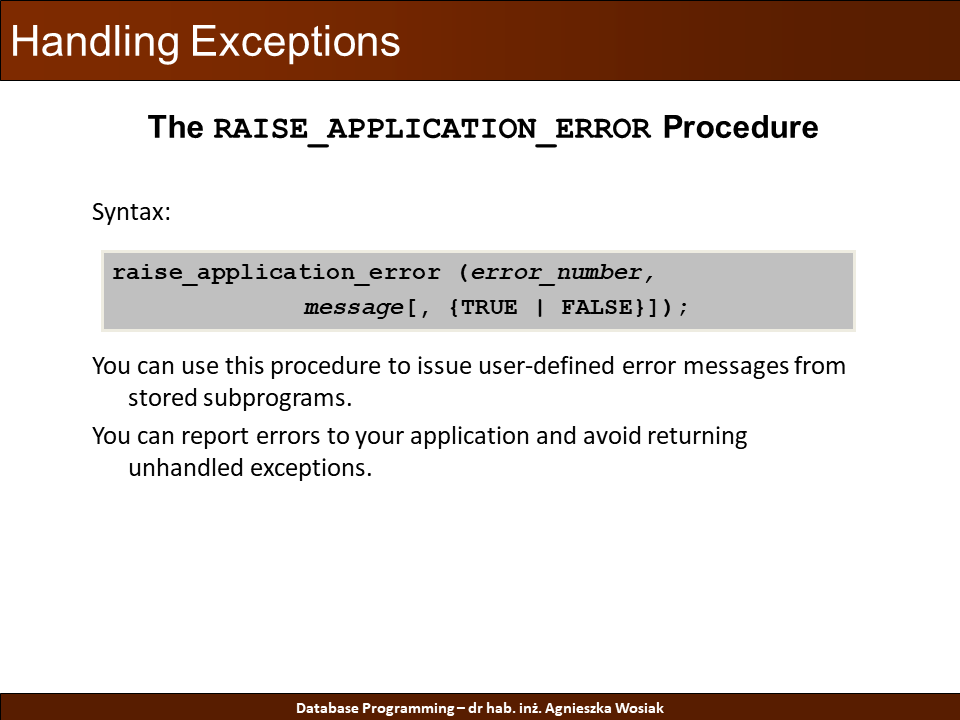 Handling Exceptions
The RAISE_APPLICATION_ERROR Procedure
Syntax:
raise_application_error (error_number,
message[, {TRUE | FALSE}]);
You can use this procedure to issue user-defined error messages from
stored subprograms.
You can report errors to your application and avoid returning
unhandled exceptions.
Database Programming – dr hab. inż. Agnieszka Wosiak